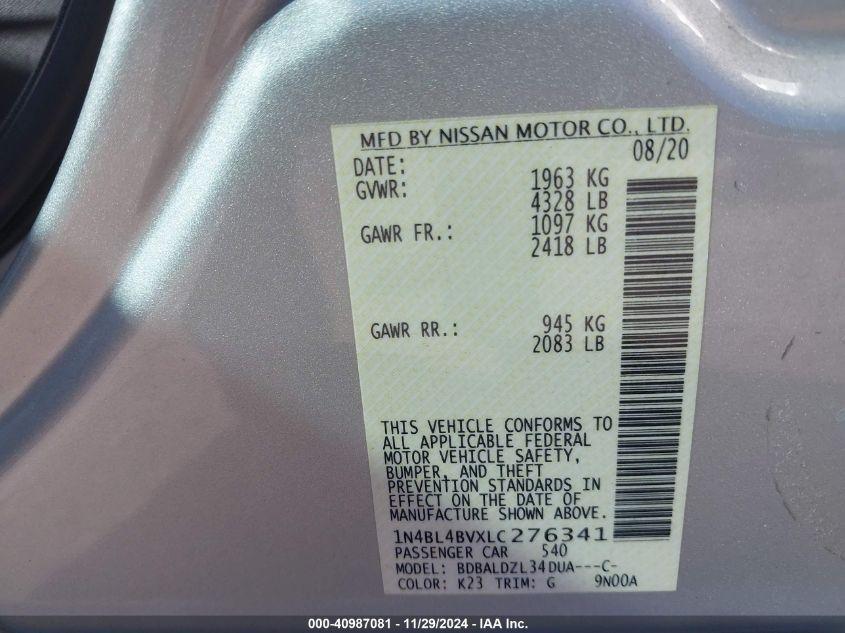 MFD BY NISSAN MOTOR CO., LTD.
DATE: 08/20
GVWR: 1963 KG
4328 LB
GAWR FR.: 1097 KG
2418 LB
GAWR RR.: 945 KG
2083 LB
THIS VEHICLE CONFORMS TO
ALL APPLICABLE FEDERAL
MOTOR VEHICLE SAFETY,
BUMPER, AND THEFT
PREVENTION STANDARDS IN
EFFECT ON THE DATE OF
MANUFACTURE SHOWN ABOVE.
1N4BL4BVXLC276341
PASSENGER CAR 540
MODEL: BDBALDZL34DUA---C-
COLOR: K23 TRIM: G 9N00A
000-40987081 - 11/29/2024 - IAA Inc.